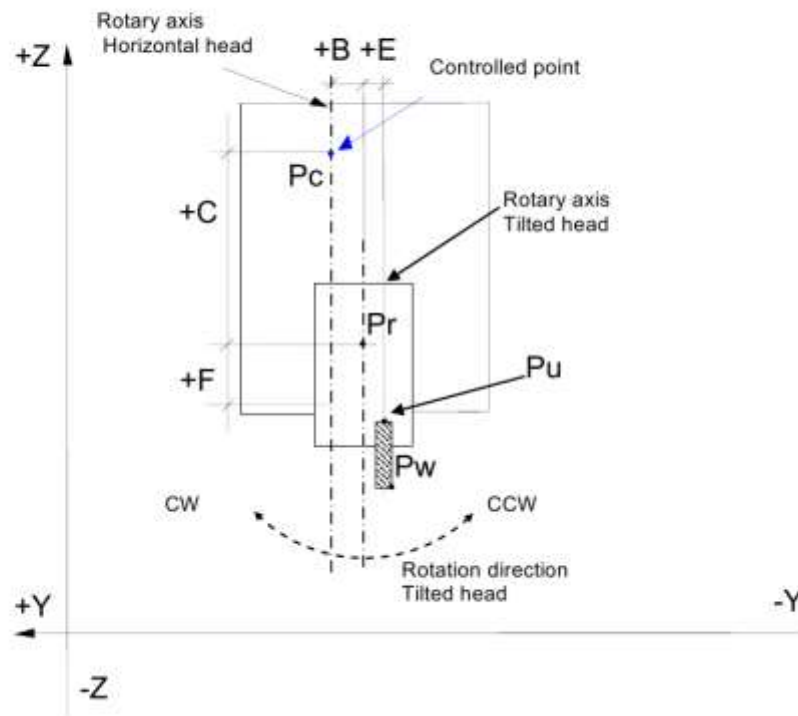 Rotary axis
Horizontal head
+B +E
+Z
Controlled point
Pc
+C
Rotary axis
Tilted head
Pr
+F
Pu
Pw
CW
CCW
Rotation direction
Tilted head
+Y
-Y
-Z